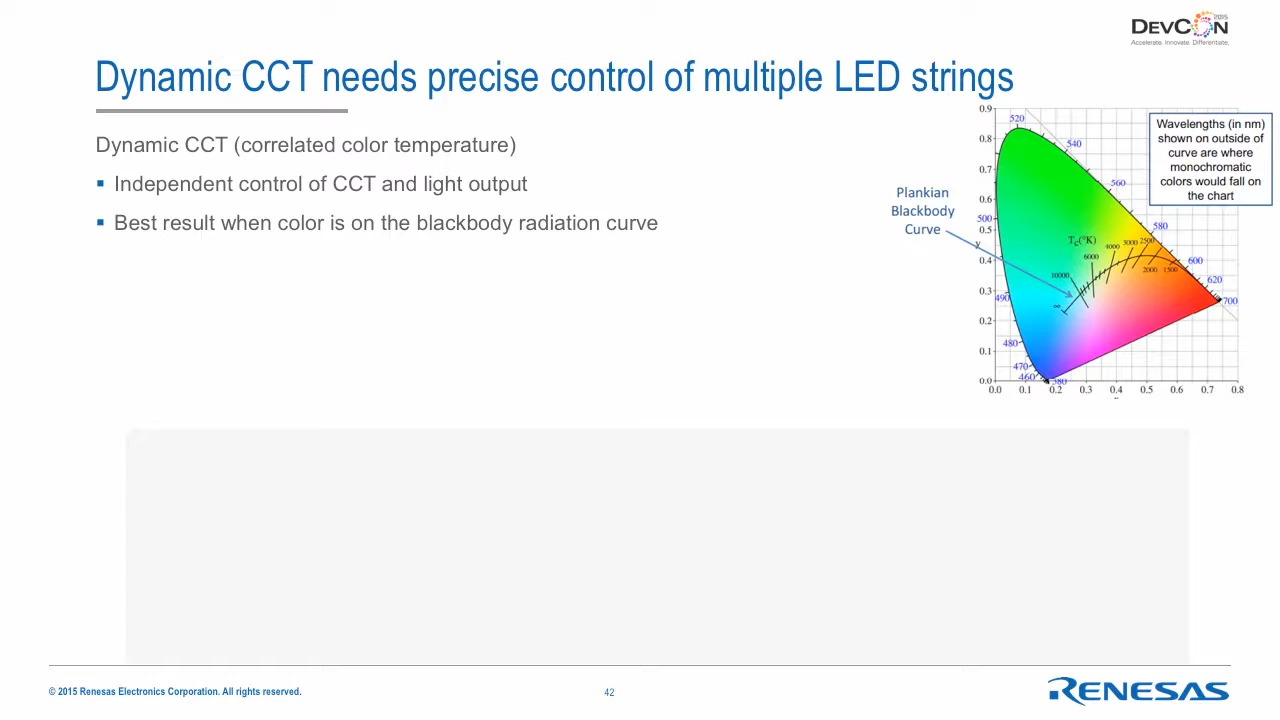 DEVCON 2015
Accelerate. Innovate. Differentiate.
Dynamic CCT needs precise control of multiple LED strings
Dynamic CCT (correlated color temperature)
▪ Independent control of CCT and light output
▪ Best result when color is on the blackbody radiation curve
Plankian
Blackbody
Curve
Wavelengths (in nm)
shown on outside of
curve are where
monochromatic
colors would fall on
the chart
0.9
0.8
0.7
0.6
0.5
y
0.4
0.3
0.2
0.1
0.0
0.0 0.1 0.2 0.3 0.4 0.5 0.6 0.7 0.8
x
520
540
560
580
600
620
700
500
490
480
470
460
380
Tc(°K)
10000
6000
4000
3000
2500
2000
1500
∞
© 2015 Renesas Electronics Corporation. All rights reserved.
42
RENESAS